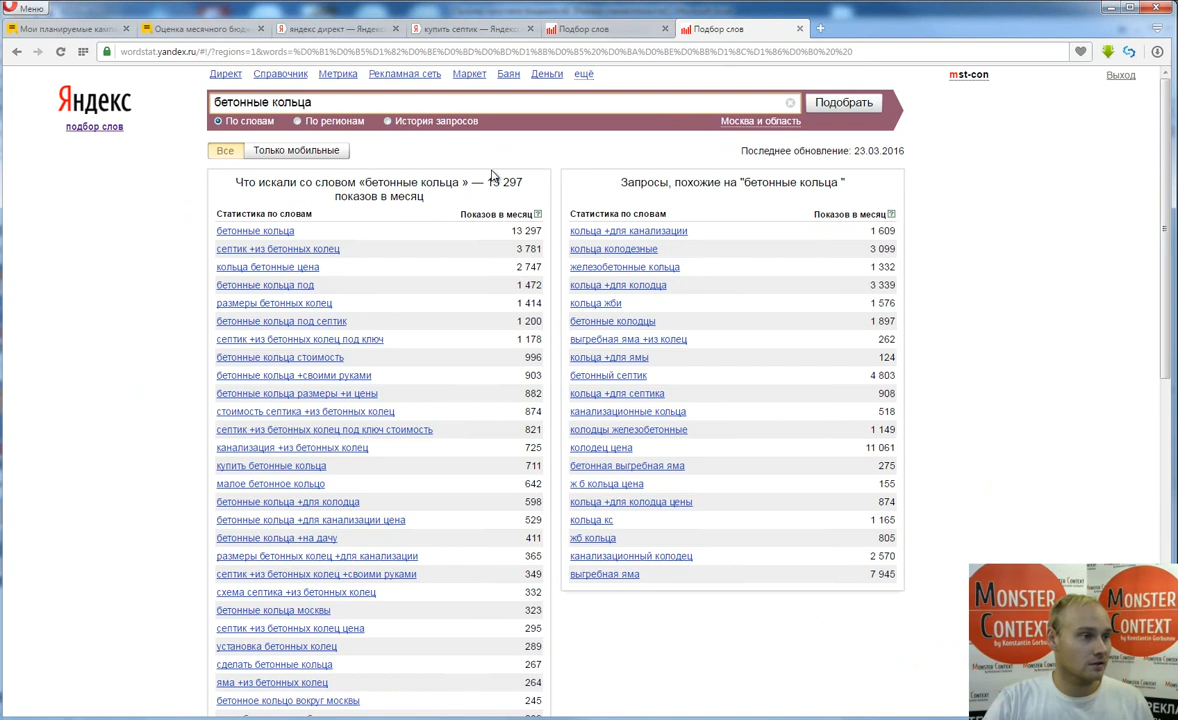 Меню
Мои планируемые кампа
Оценка месячного бюдж
яндекс директ — Яндекс
купить септик — Яндекс
Подбор слов
Подбор слов
wordstat.yandex.ru/#!/?regions=1&words=%D0%B1%D0%B5%D1%82%D0%BE%D0%BD%D0%BD%D1%8B%D0%B5%20%D0%BA%D0%BE%D0%BB%D1%8C%D1%86%D0%B0%20%20
Директ Справочник Метрика Рекламная сеть Маркет Баян Деньги ещё
mst-con
Выход
Яндекс
подбор слов
бетонные кольца
Подобрать
По словам По регионам История запросов
Москва и область
Все Только мобильные
Последнее обновление: 23.03.2016
Что искали со словом «бетонные кольца » — 13 297
показов в месяц
Статистика по словам Показов в месяц ?
бетонные кольца 13 297
септик +из бетонных колец 3 781
кольца бетонные цена 2 747
бетонные кольца под 1 472
размеры бетонных колец 1 414
бетонные кольца под септик 1 200
септик +из бетонных колец под ключ 1 178
бетонные кольца стоимость 996
бетонные кольца +своими руками 903
бетонные кольца размеры +и цены 882
стоимость септика +из бетонных колец 874
септик +из бетонных колец под ключ стоимость 821
канализация +из бетонных колец 725
купить бетонные кольца 711
малое бетонное кольцо 642
бетонные кольца +для колодца 598
бетонные кольца +для канализации цена 529
бетонные кольца +на дачу 411
размеры бетонных колец +для канализации 365
септик +из бетонных колец +своими руками 349
схема септика +из бетонных колец 332
бетонные кольца москвы 323
септик +из бетонных колец цена 295
установка бетонных колец 289
сделать бетонные кольца 267
яма +из бетонных колец 264
бетонное кольцо вокруг москвы 245
Запросы, похожие на "бетонные кольца "
Статистика по словам Показов в месяц ?
кольца +для канализации 1 609
кольца колодезные 3 099
железобетонные кольца 1 332
кольца +для колодца 3 339
кольца жби 1 576
бетонные колодцы 1 897
выгребная яма +из колец 262
кольца +для ямы 124
бетонный септик 4 803
кольца +для септика 908
канализационные кольца 518
колодцы железобетонные 1 149
колодец цена 11 061
бетонная выгребная яма 275
ж б кольца цена 155
кольца +для колодца цены 874
кольца кс 1 165
жб кольца 805
канализационный колодец 2 570
выгребная яма 7 945
MONSTER
CONTEXT
by Konstantin Gorbunov
MONSTER
CONTEXT
by Konstantin Gorbunov